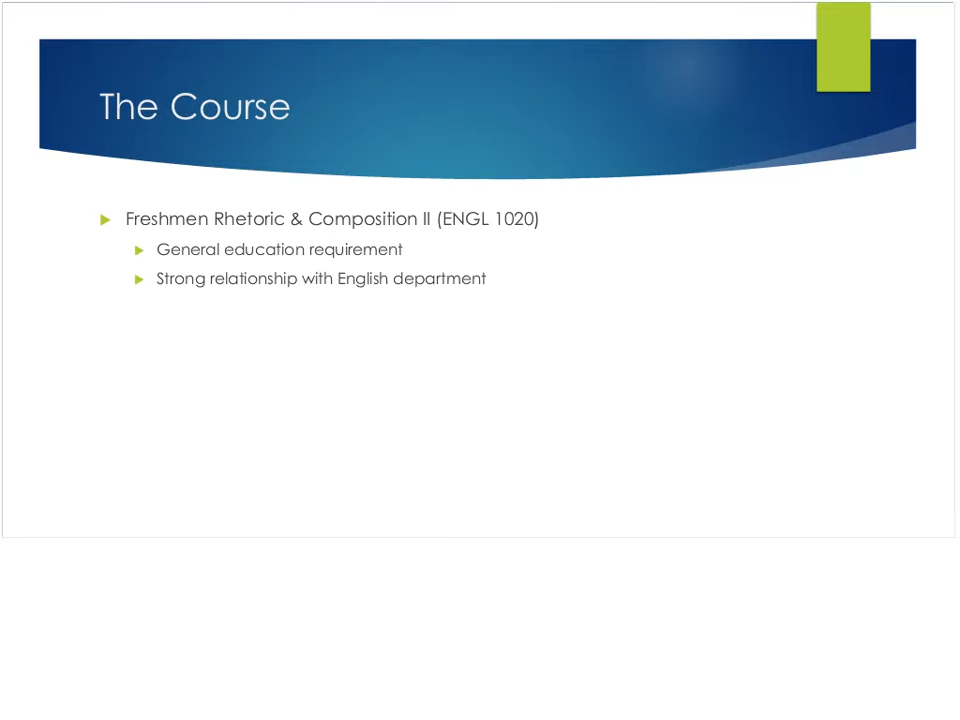 The Course
Freshmen Rhetoric & Composition II (ENGL 1020)
General education requirement
Strong relationship with English department